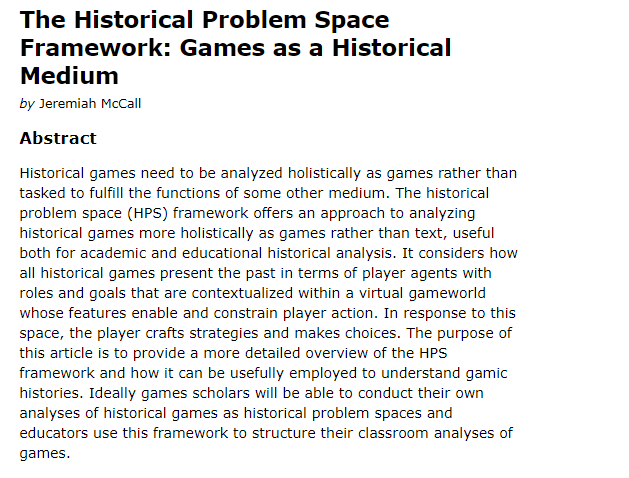 The Historical Problem Space
Framework: Games as a Historical
Medium
by Jeremiah McCall
Abstract
Historical games need to be analyzed holistically as games rather than
tasked to fulfill the functions of some other medium. The historical
problem space (HPS) framework offers an approach to analyzing
historical games more holistically as games rather than text, useful
both for academic and educational historical analysis. It considers how
all historical games present the past in terms of player agents with
roles and goals that are contextualized within a virtual gameworld
whose features enable and constrain player action. In response to this
space, the player crafts strategies and makes choices. The purpose of
this article is to provide a more detailed overview of the HPS
framework and how it can be usefully employed to understand gamic
histories. Ideally games scholars will be able to conduct their own
analyses of historical games as historical problem spaces and
educators use this framework to structure their classroom analyses of
games.